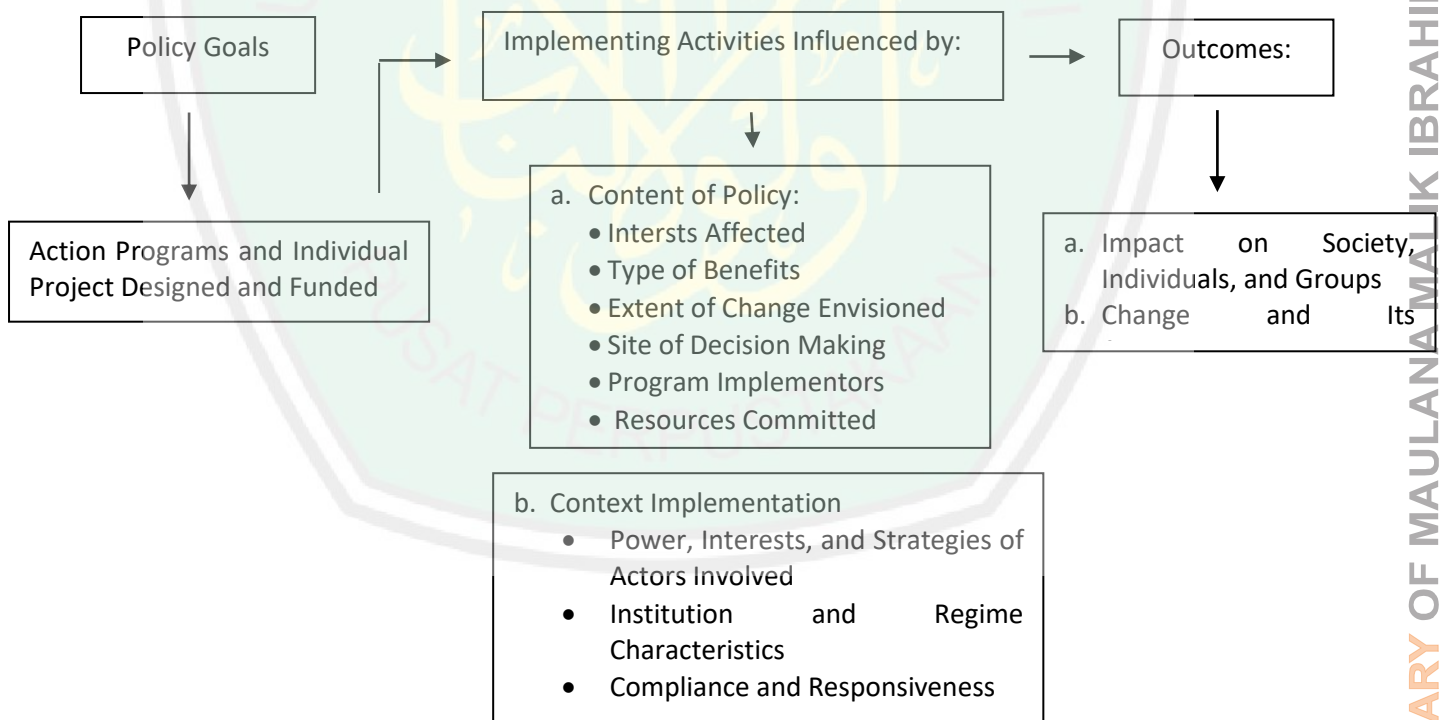 Policy Goals
Implementing Activities Influenced by:
Outcomes:
Action Programs and Individual
Project Designed and Funded
a. Content of Policy:
• Intersts Affected
• Type of Benefits
• Extent of Change Envisioned
• Site of Decision Making
• Program Implementors
• Resources Committed
a. Impact on Society,
Individuals, and Groups
b. Change and Its
b. Context Implementation
• Power, Interests, and Strategies of
Actors Involved
• Institution and Regime
Characteristics
• Compliance and Responsiveness
PUSAT PERPUSTAKAAN
OF MAULANA MALIK